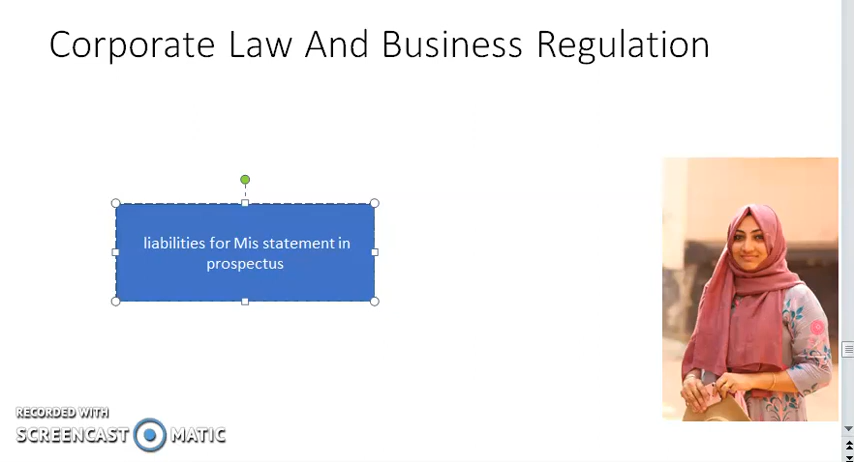 Corporate Law And Business Regulation
liabilities for Mis statement in
prospectus
RECORDED WITH
SCREENCAST MATIC